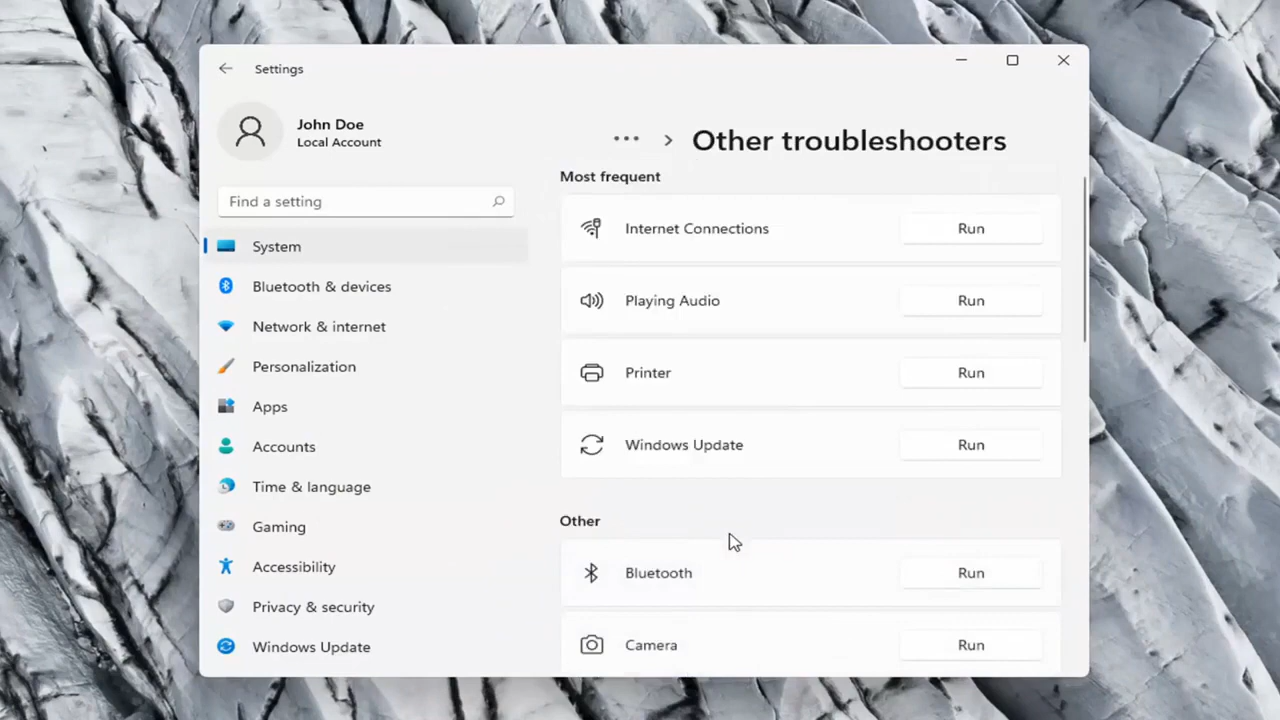 Settings
John Doe
Local Account
Find a setting
System
Bluetooth & devices
Network & internet
Personalization
Apps
Accounts
Time & language
Gaming
Accessibility
Privacy & security
Windows Update
··· > Other troubleshooters
Most frequent
Internet Connections Run
Playing Audio Run
Printer Run
Windows Update Run
Other
Bluetooth Run
Camera Run